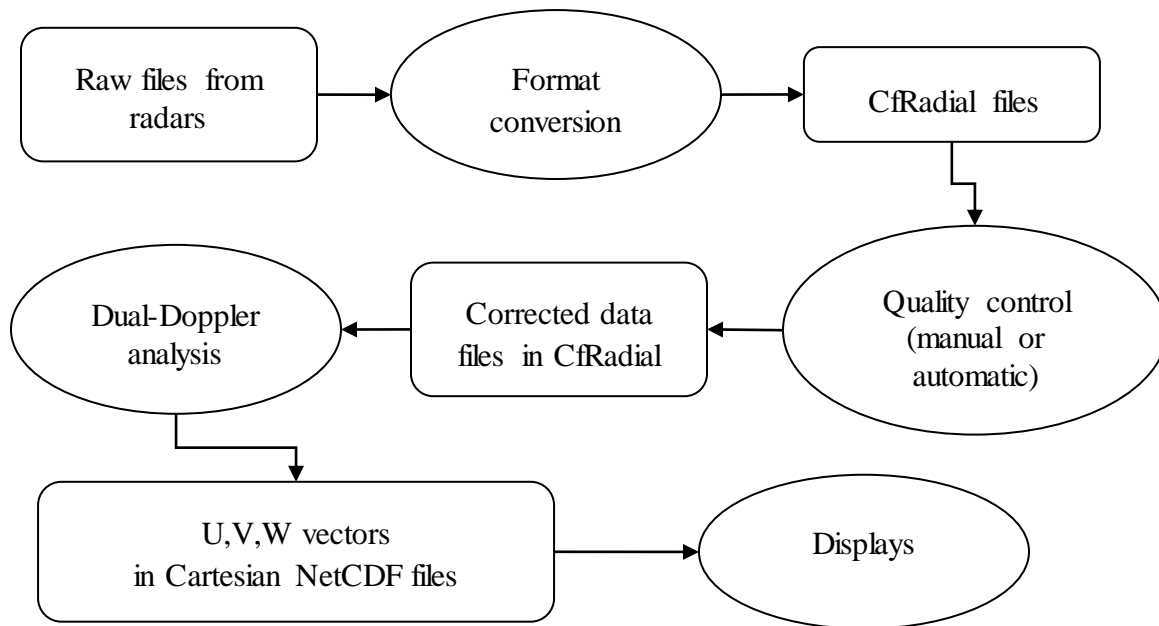 Raw files from
radars
Format
conversion
CfRadial files
Quality control
(manual or
automatic)
Corrected data
files in CfRadial
Dual-Doppler
analysis
U,V,W vectors
in Cartesian NetCDF files
Displays